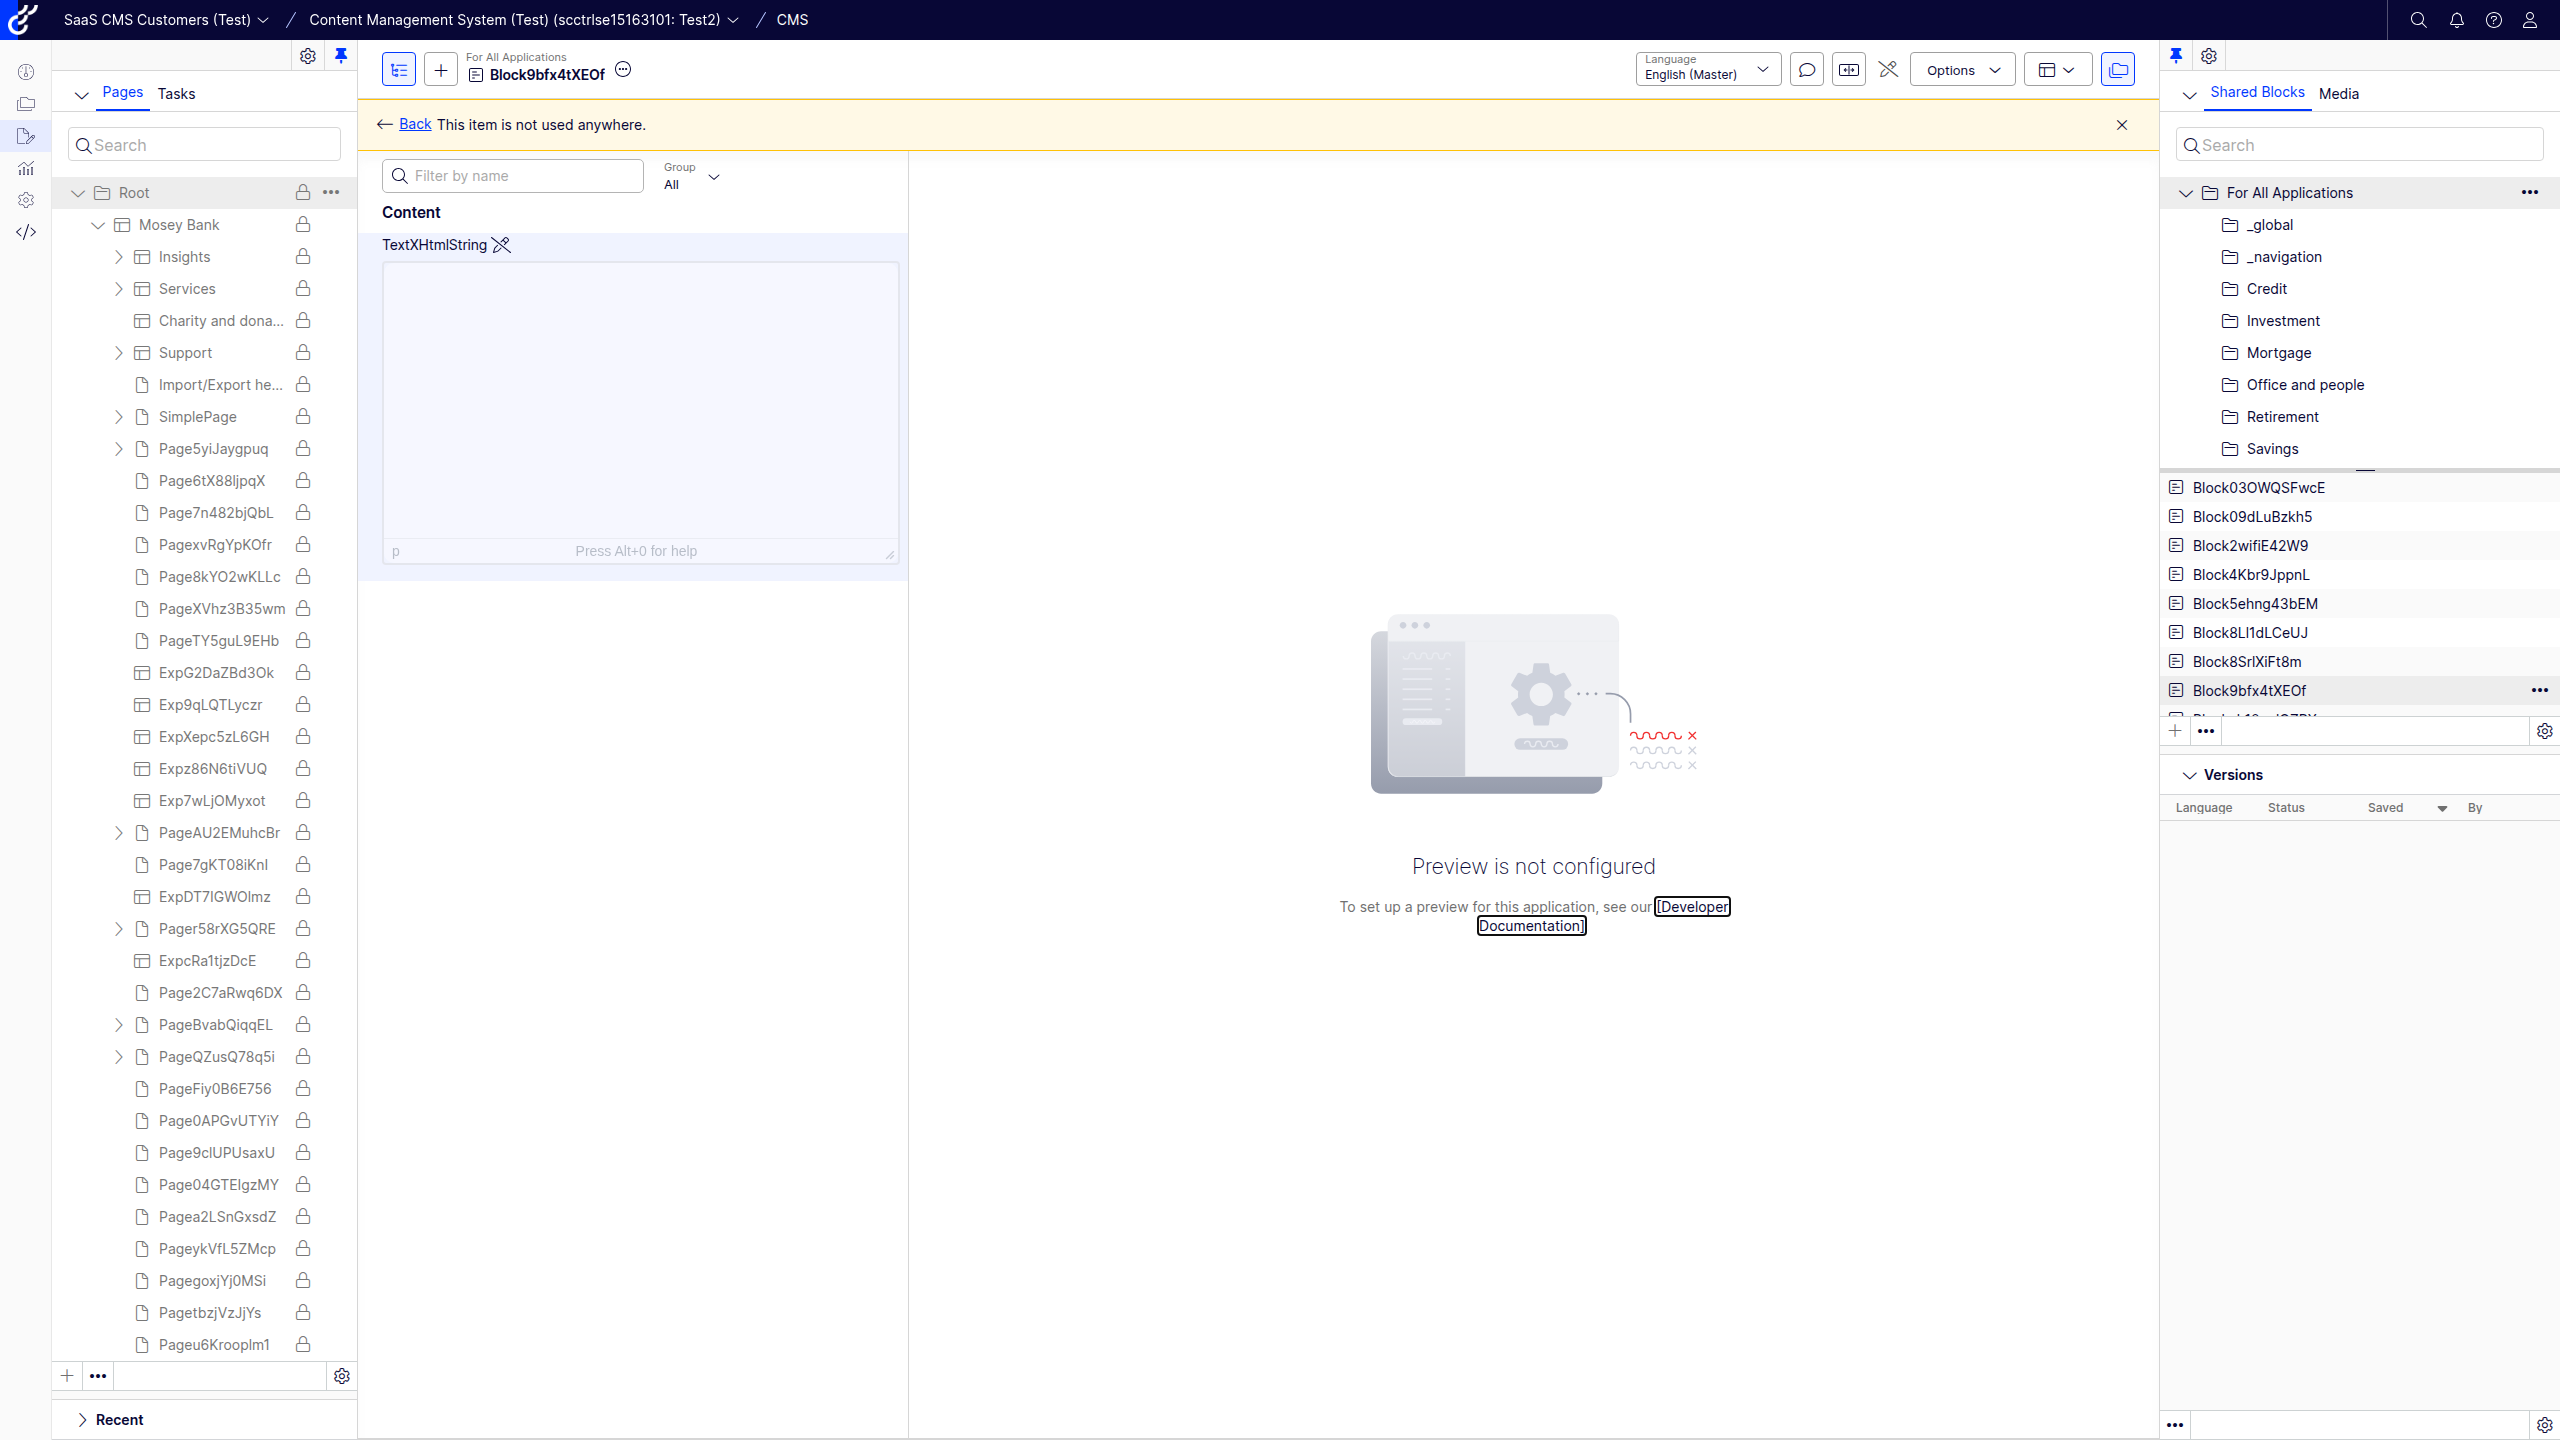 SaaS CMS Customers (Test) / Content Management System (Test) (scctrlse15163101: Test2) / CMS
Pages Tasks
Search
Root
Mosey Bank
Insights
Services
Charity and dona...
Support
Import/Export he...
SimplePage
Page5yiJaygpuq
Page6tX88ljpqX
Page7n482bjQbL
PagexvRgYpKOfr
Page8kYO2wKLLc
PageXVhz3B35wm
PageTY5guL9EHb
ExpG2DaZBd3Ok
Exp9qLQTLyczr
ExpXepc5zL6GH
Expz86N6tiVUQ
Exp7wLjOMyxot
PageAU2EMuhcBr
Page7gKT08iKnI
ExpDT7IGWOlmz
Pager58rXG5QRE
ExpcRa1tjzDcE
Page2C7aRwq6DX
PageBvabQiqqEL
PageQZusQ78q5i
PageFiy0B6E756
Page0APGvUTYiY
Page9clUPUsaxU
Page04GTEIgzMY
Pagea2LSnGxsdZ
PageykVfL5ZMcp
PagegoxjYj0MSi
PagetbzjVzJjYs
Pageu6Krooplm1
Recent
For All Applications
Block9bfx4tXEOf
Language
English (Master)
Options
Back This item is not used anywhere.
Filter by name
Group
All
Content
TextXHtmlString
p Press Alt+0 for help
Preview is not configured
To set up a preview for this application, see our [Developer
Documentation]
Shared Blocks Media
Search
For All Applications
_global
_navigation
Credit
Investment
Mortgage
Office and people
Retirement
Savings
Block03OWQSFwcE
Block09dLuBzkh5
Block2wifiE42W9
Block4Kbr9JppnL
Block5ehng43bEM
Block8LI1dLCeUJ
Block8SrIXiFt8m
Block9bfx4tXEOf
Versions
Language Status Saved By